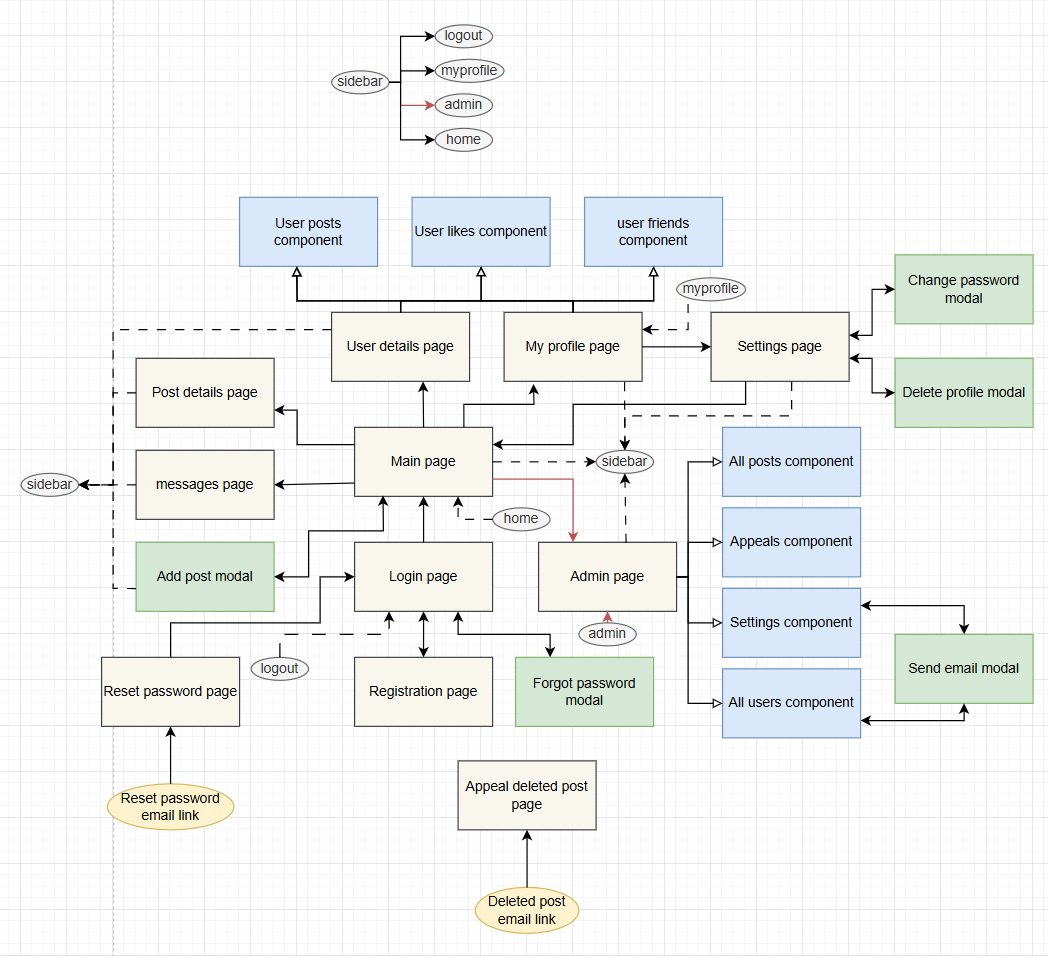 logout
sidebar
myprofile
admin
home
User posts
component
User likes component
user friends
component
myprofile
Change password
modal
User details page
My profile page
Settings page
Post details page
Delete profile modal
Main page
sidebar
All posts component
sidebar
messages page
home
Appeals component
Add post modal
Login page
Admin page
admin
Settings component
logout
Send email modal
Reset password page
Registration page
Forgot password
modal
All users component
Reset password
email link
Appeal deleted post
page
Deleted post
email link